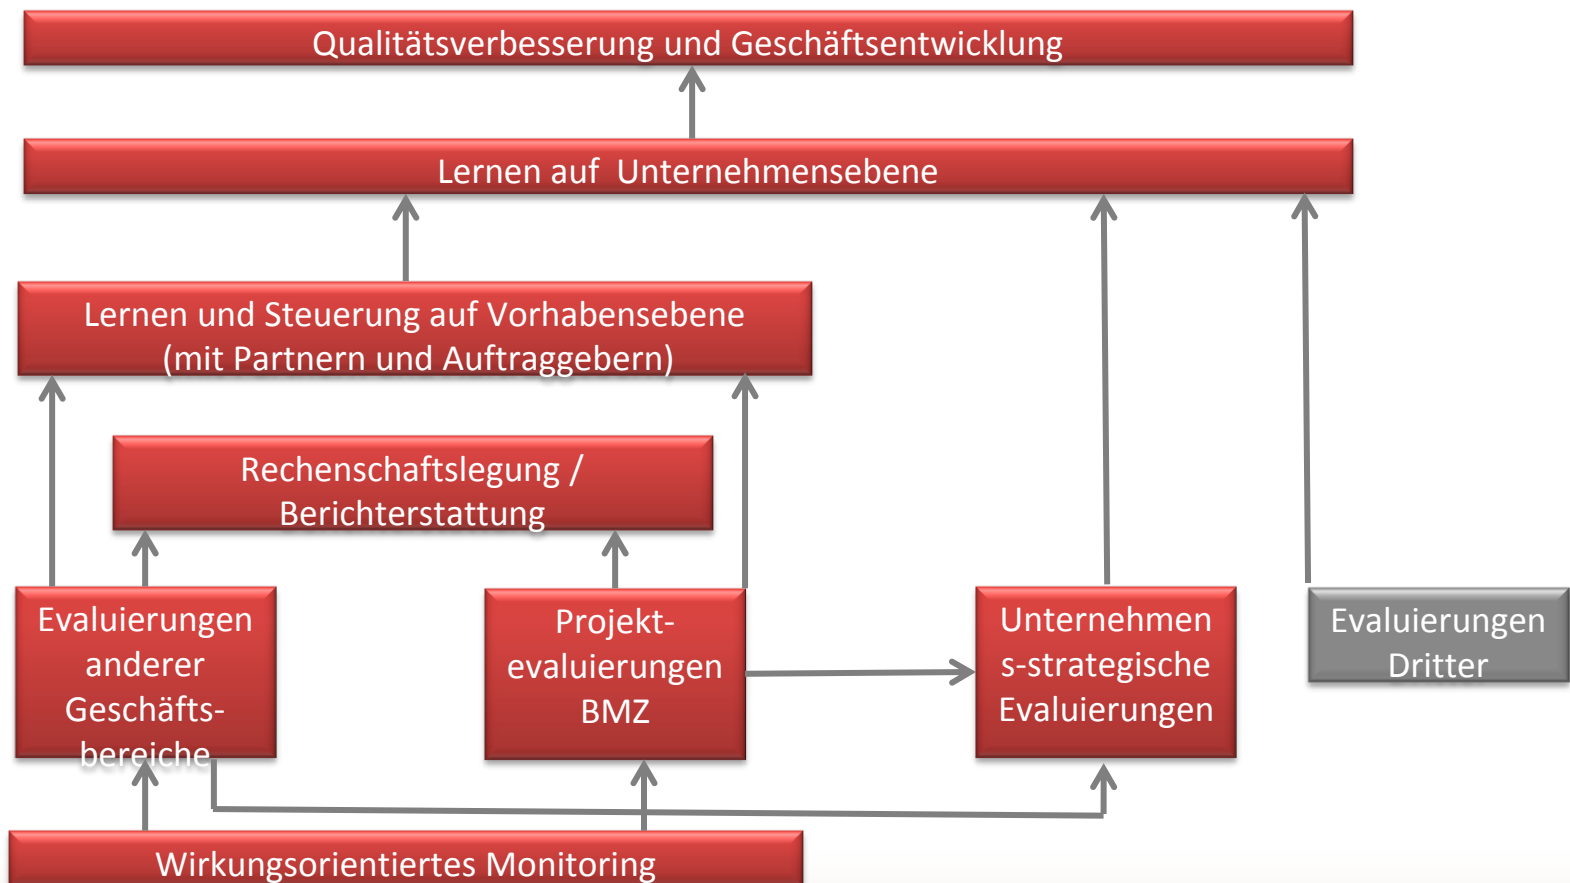 Qualitätsverbesserung und Geschäftsentwicklung
Lernen auf Unternehmensebene
Lernen und Steuerung auf Vorhabensebene
(mit Partnern und Auftraggebern)
Rechenschaftslegung /
Berichterstattung
Evaluierungen
anderer
Geschäfts-
bereiche
Projekt-
evaluierungen
BMZ
Unternehmen
s-strategische
Evaluierungen
Evaluierungen
Dritter
Wirkungsorientiertes Monitoring